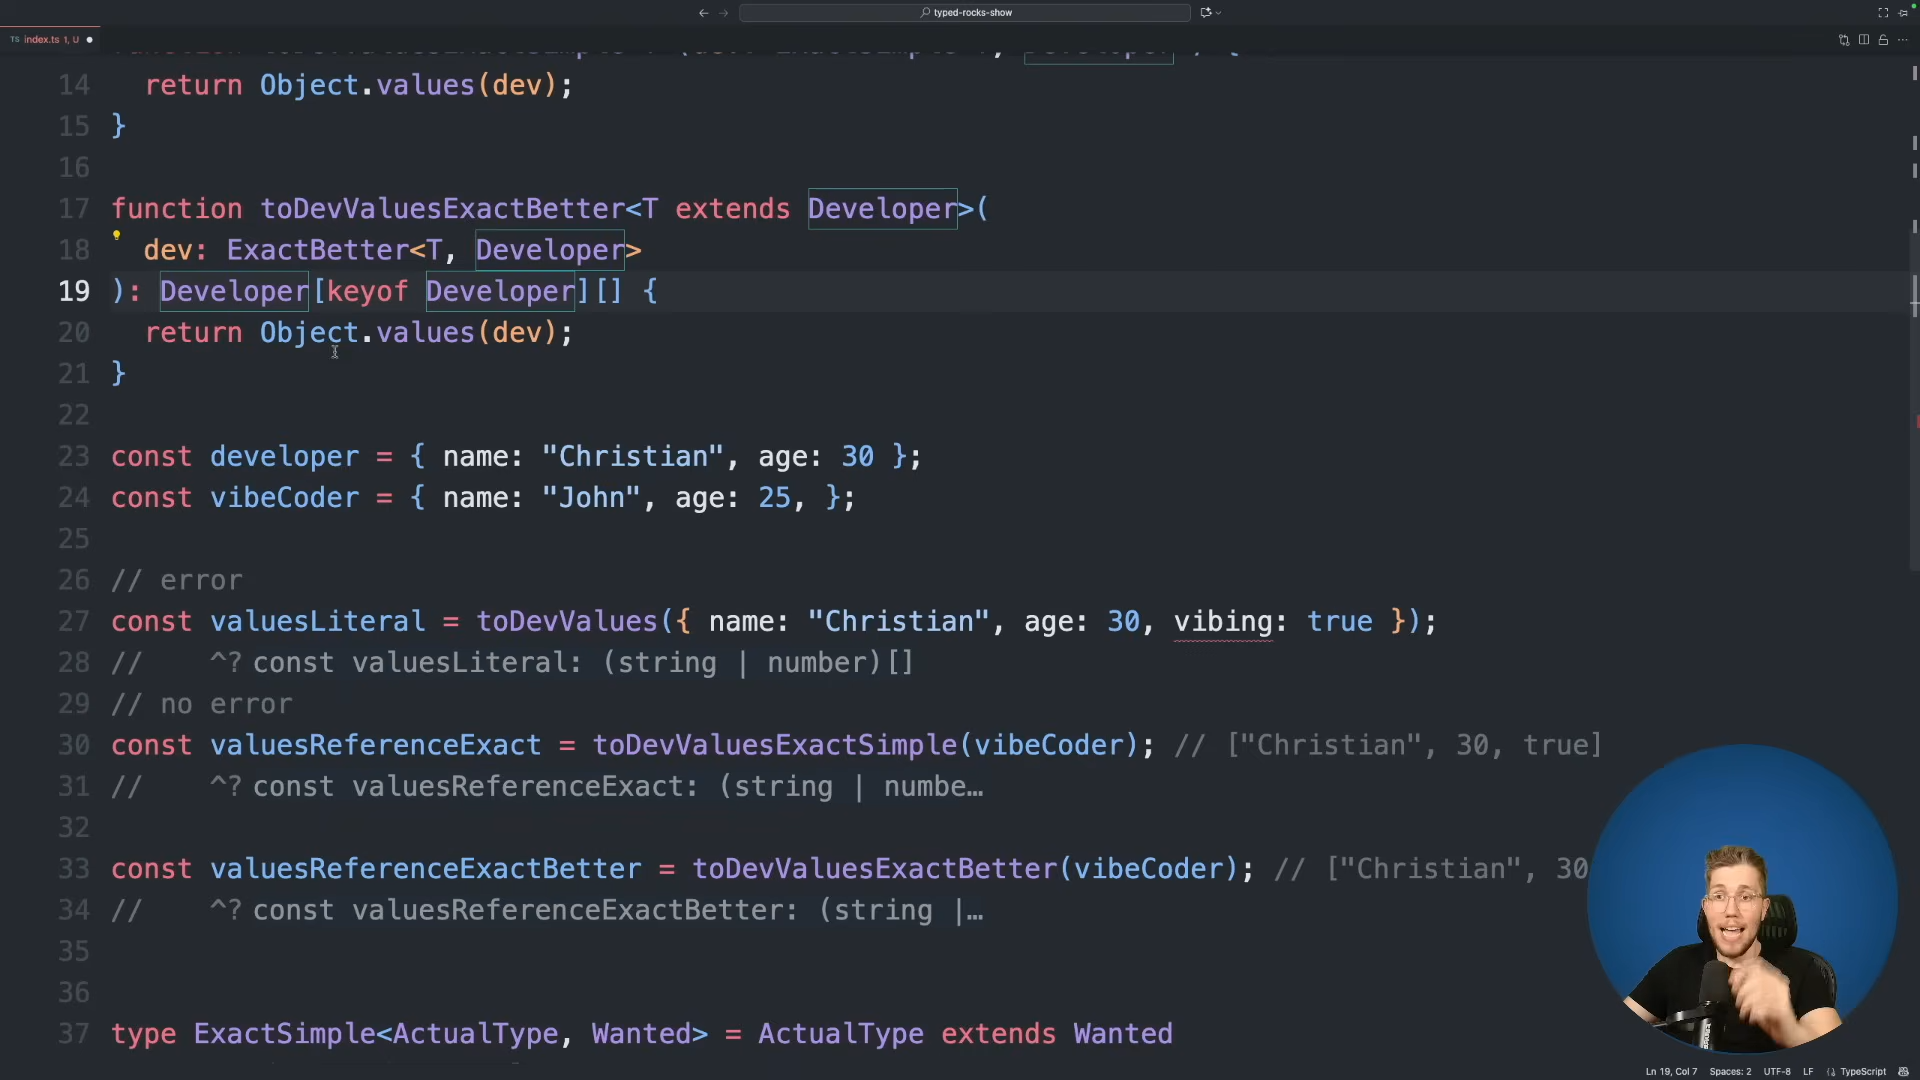 typed-rocks-show
TS index.ts 1, U
14 return Object.values(dev);
15 }
16
17 function toDevValuesExactBetter<T extends Developer>(
18 dev: ExactBetter<T, Developer>
19 ): Developer[keyof Developer][] {
20 return Object.values(dev);
21 }
22
23 const developer = { name: "Christian", age: 30 };
24 const vibeCoder = { name: "John", age: 25, };
25
26 // error
27 const valuesLiteral = toDevValues({ name: "Christian", age: 30, vibing: true });
28 // ^? const valuesLiteral: (string | number)[]
29 // no error
30 const valuesReferenceExact = toDevValuesExactSimple(vibeCoder); // ["Christian", 30, true]
31 // ^? const valuesReferenceExact: (string | numbe…
32
33 const valuesReferenceExactBetter = toDevValuesExactBetter(vibeCoder); // ["Christian", 30
34 // ^? const valuesReferenceExactBetter: (string |…
35
36
37 type ExactSimple<ActualType, Wanted> = ActualType extends Wanted
Ln 19, Col 7 Spaces: 2 UTF-8 LF {} TypeScript